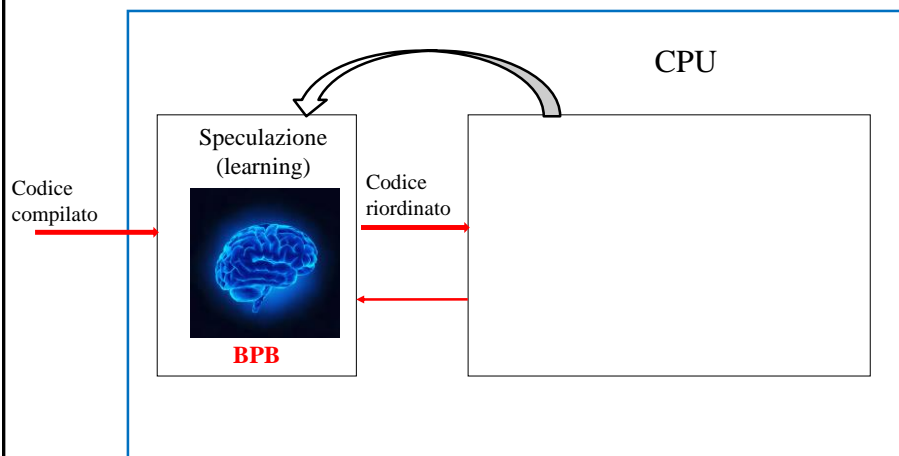 CPU
Speculazione
(learning)
Codice
compilato
Codice
riordinato
BPB